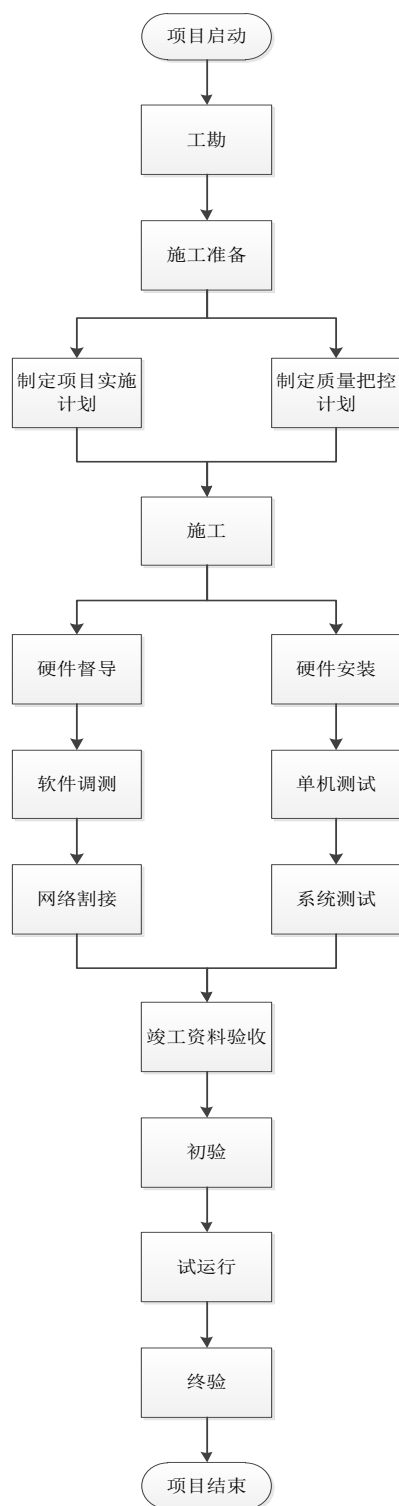 项目启动
工勘
施工准备
制定项目实施
计划
制定质量把控
计划
施工
硬件督导
硬件安装
软件调测
单机测试
网络割接
系统测试
竣工资料验收
初验
试运行
终验
项目结束